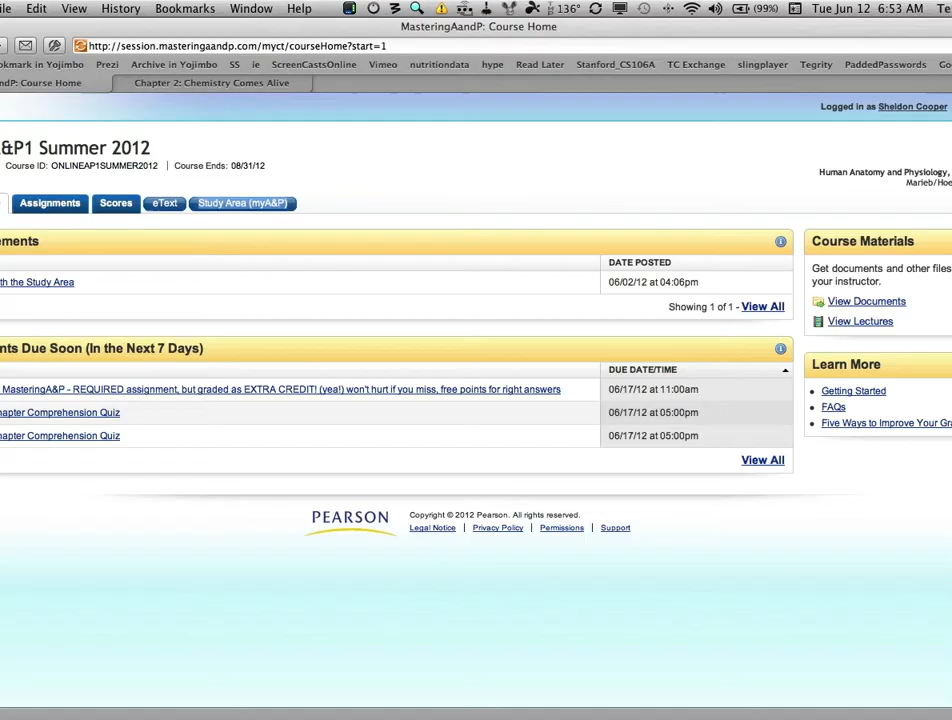 ile Edit View History Bookmarks Window Help 136° (99%) Tue Jun 12 6:53 AM Te
MasteringAandP: Course Home
http://session.masteringaandp.com/myct/courseHome?start=1
okmark in Yojimbo Prezi Archive in Yojimbo SS ie ScreenCastsOnline Vimeo nutritiondata hype Read Later Stanford_CS106A TC Exchange slingplayer Tegrity PaddedPasswords Go
ndP: Course Home Chapter 2: Chemistry Comes Alive
Logged in as Sheldon Cooper
&P1 Summer 2012
Course ID: ONLINEAP1SUMMER2012 | Course Ends: 08/31/12
Human Anatomy and Physiology,
Marieb/Hoe
Assignments Scores eText Study Area (myA&P)
ements
DATE POSTED
th the Study Area 06/02/12 at 04:06pm
Showing 1 of 1 - View All
nts Due Soon (In the Next 7 Days)
DUE DATE/TIME
MasteringA&P - REQUIRED assignment, but graded as EXTRA CREDIT! (yea!) won't hurt if you miss, free points for right answers 06/17/12 at 11:00am
hapter Comprehension Quiz 06/17/12 at 05:00pm
hapter Comprehension Quiz 06/17/12 at 05:00pm
View All
Course Materials
Get documents and other files
your instructor.
View Documents
View Lectures
Learn More
Getting Started
FAQs
Five Ways to Improve Your Gra
PEARSON
Copyright © 2012 Pearson. All rights reserved.
Legal Notice | Privacy Policy | Permissions | Support